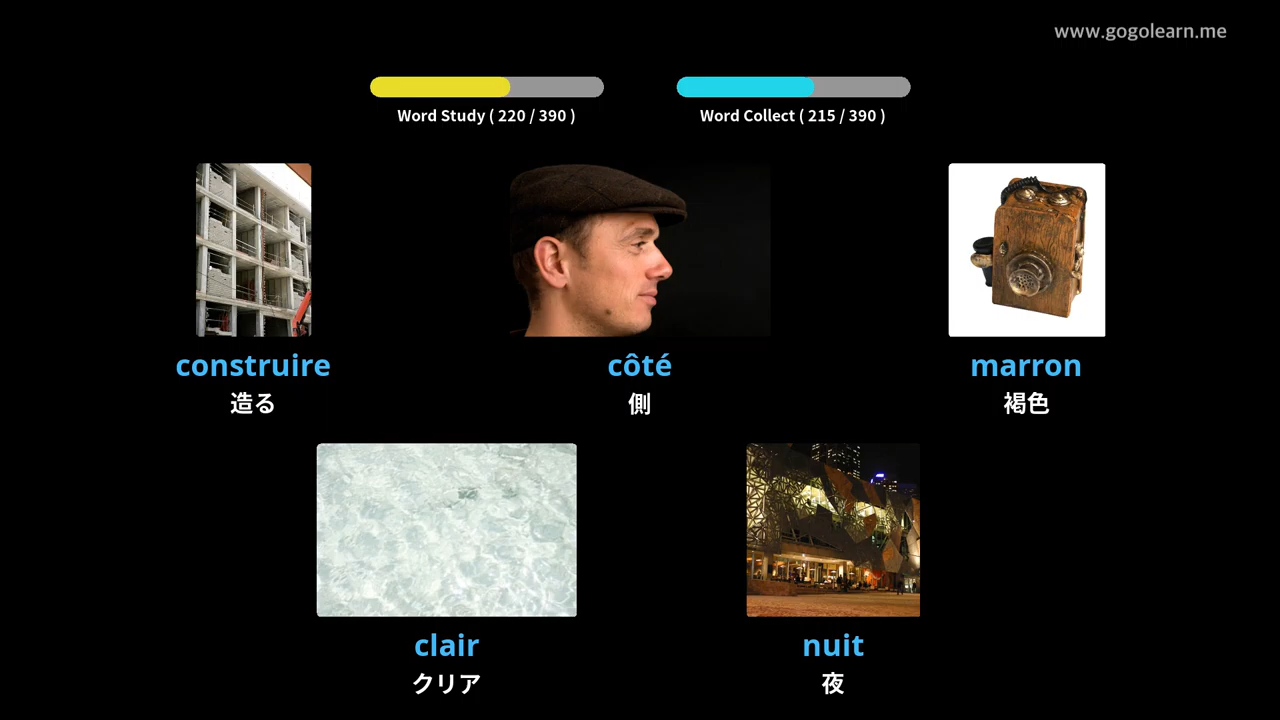 www.gogolearn.me
Word Study ( 220 / 390 )
Word Collect ( 215 / 390 )
construire
造る
côté
側
marron
褐色
clair
クリア
nuit
夜